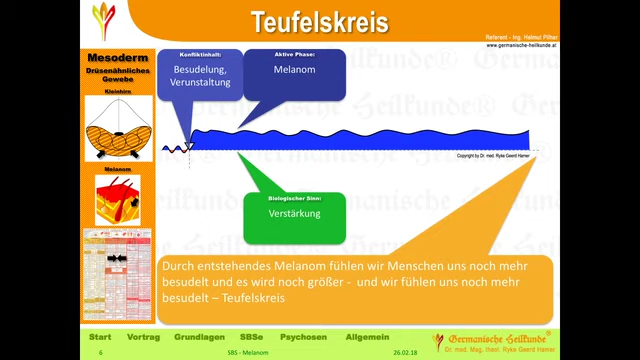 Teufelskreis
Referent - Ing. Helmut Pilhar
www.germanische-heilkunde.at
Mesoderm
Drüsenähnliches
Gewebe
Kleinhirn
Melanom
Konfliktinhalt:
Besudelung,
Verunstaltung
Aktive Phase:
Melanom
Copyright by Dr. med. Ryke Geerd Hamer
Biologischer Sinn:
Verstärkung
Durch entstehendes Melanom fühlen wir Menschen uns noch mehr
besudelt und es wird noch größer - und wir fühlen uns noch mehr
besudelt – Teufelskreis
Start Vortrag Grundlagen SBSe Psychosen Allgemein
6 SBS - Melanom 26.02.18
Germanische Heilkunde®
Dr. med. Mag. theol. Ryke Geerd Hamer